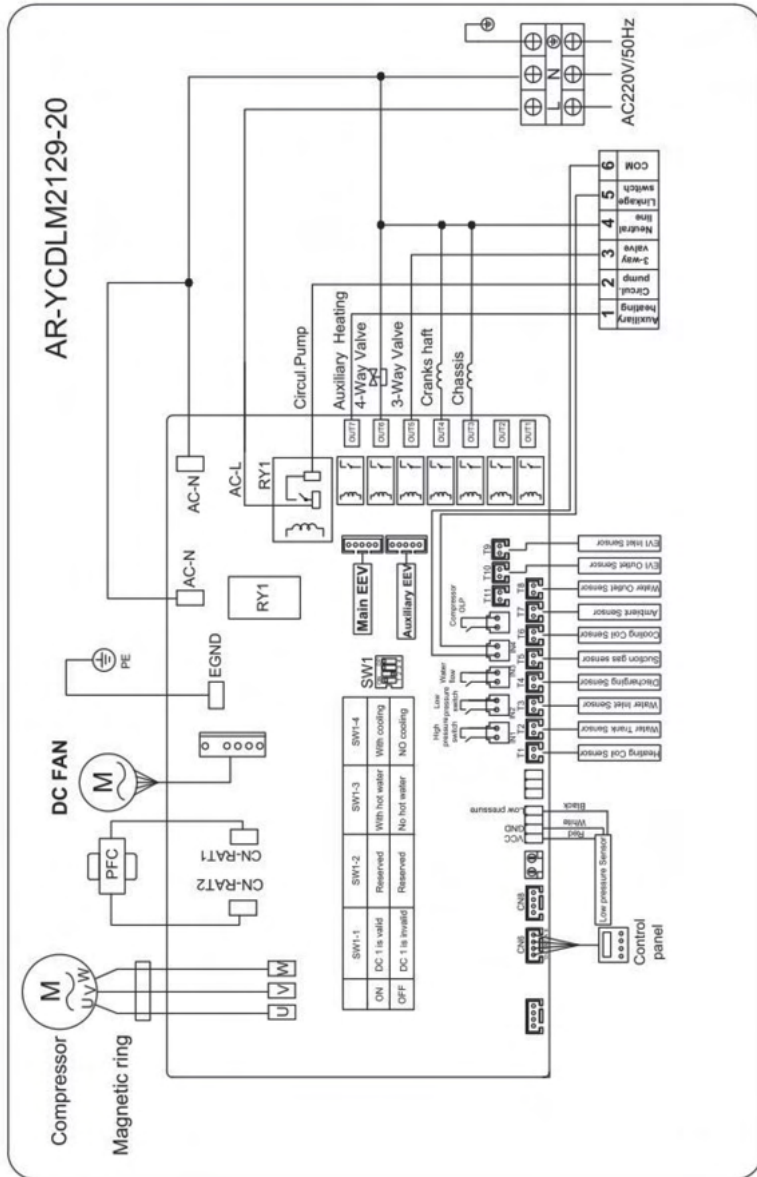 AR-YCDLM2129-20
Compressor
M
U V W
Magnetic ring
U
V
W
PFC
CN-RAT2
CN-RAT1
DC FAN
M
PE
EGND
AC-N
AC-N
RY1
AC-L
RY1
Circul.Pump
Auxiliary Heating
4-Way Valve
3-Way Valve
Cranks haft
Chassis
OUT7
OUT6
OUT5
OUT4
OUT3
OUT2
OUT1
L
N
AC220V/50Hz
1
Auxiliary
heating
2
Circul.
pump
3
3-way
valve
4
Neutral
line
5
Linkage
switch
6
COM
Main EEV
Auxiliary EEV
SW1
SW1-1
SW1-2
SW1-3
SW1-4
ON
DC 1 is valid
Reserved
With hot water
With cooling
OFF
DC 1 is invalid
Reserved
No hot water
NO cooling
High
pressure
switch
Low
pressure
switch
Water
flow
Compressor
OLP
IN1
IN2
IN3
IN4
T11
T10
T9
T1
T2
T3
T4
T5
T6
T7
T8
Heating Coil Sensor
Water Trank Sensor
Water Inlet Sensor
Discharging Sensor
Suction gas sensor
Cooling Coil Sensor
Ambient Sensor
Water Outlet Sensor
EVI Outlet Sensor
EVI Inlet Sensor
CN6
CN8
VCC
GND
Low pressure
Red
White
Black
Low pressure Sensor
Control
panel